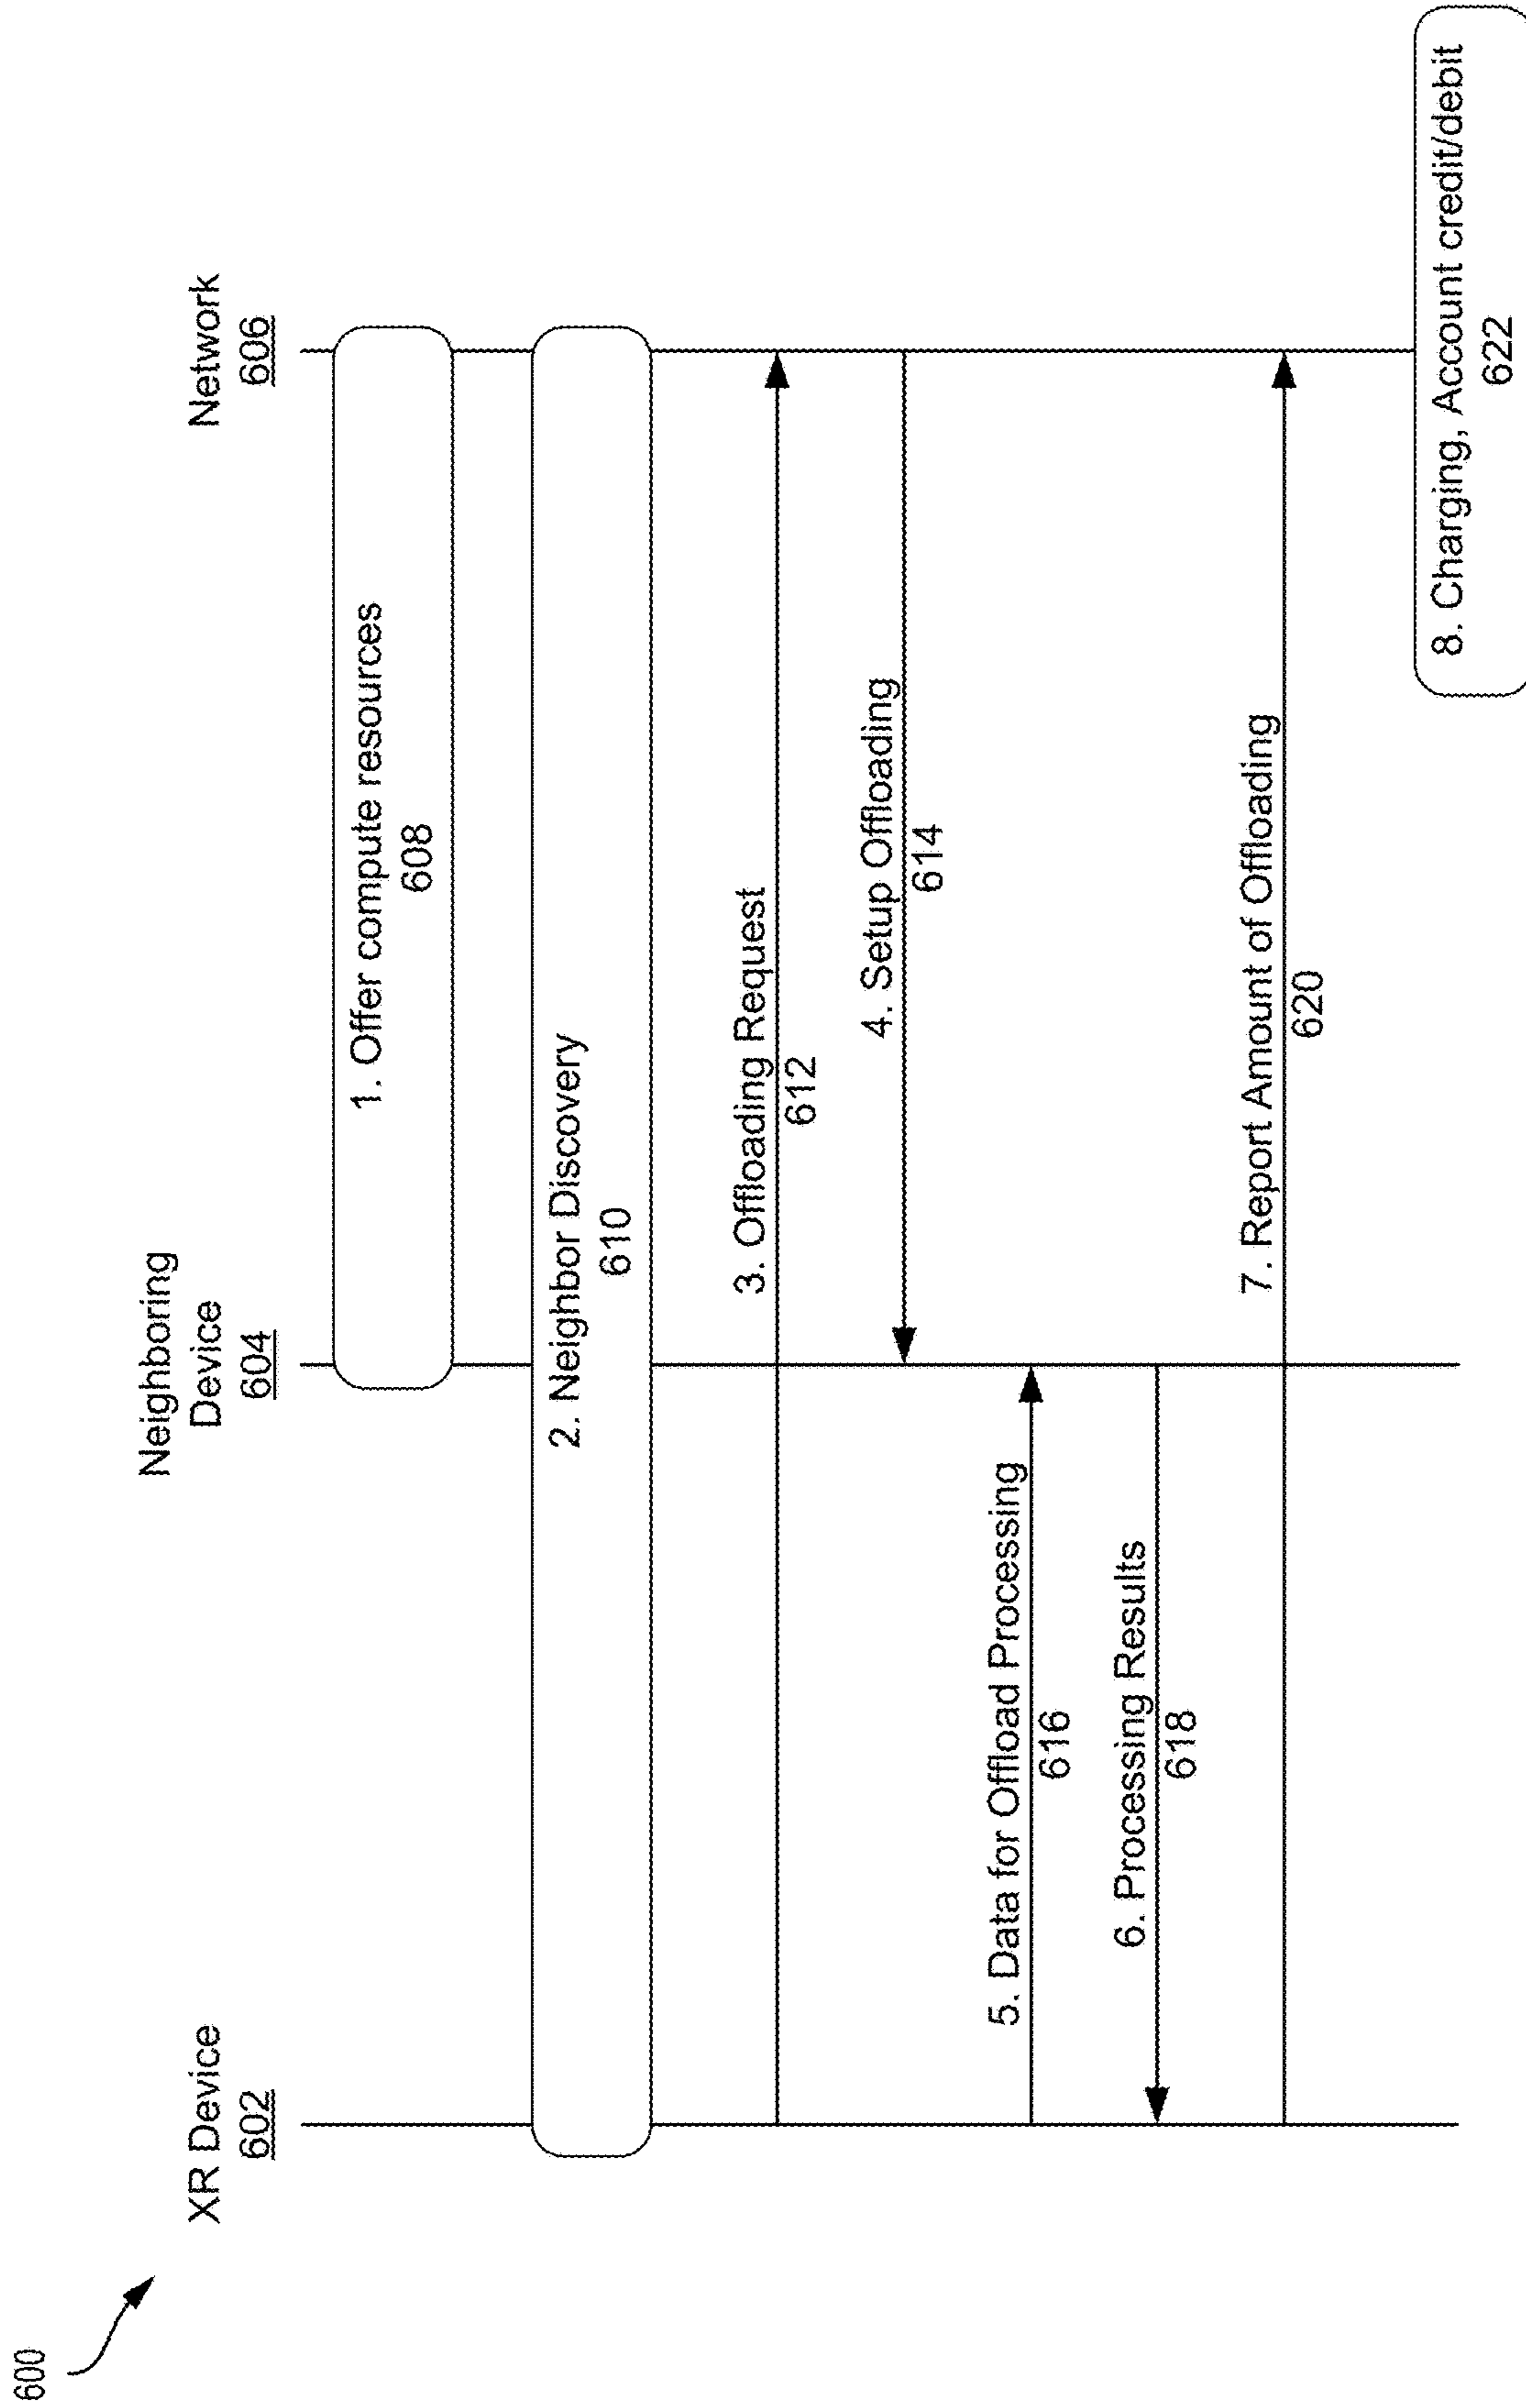 600
XR Device
602
Neighboring
Device
604
Network
606
1. Offer compute resources
608
2. Neighbor Discovery
610
3. Offloading Request
612
4. Setup Offloading
614
5. Data for Offload Processing
616
6. Processing Results
618
7. Report Amount of Offloading
620
8. Charging, Account credit/debit
622